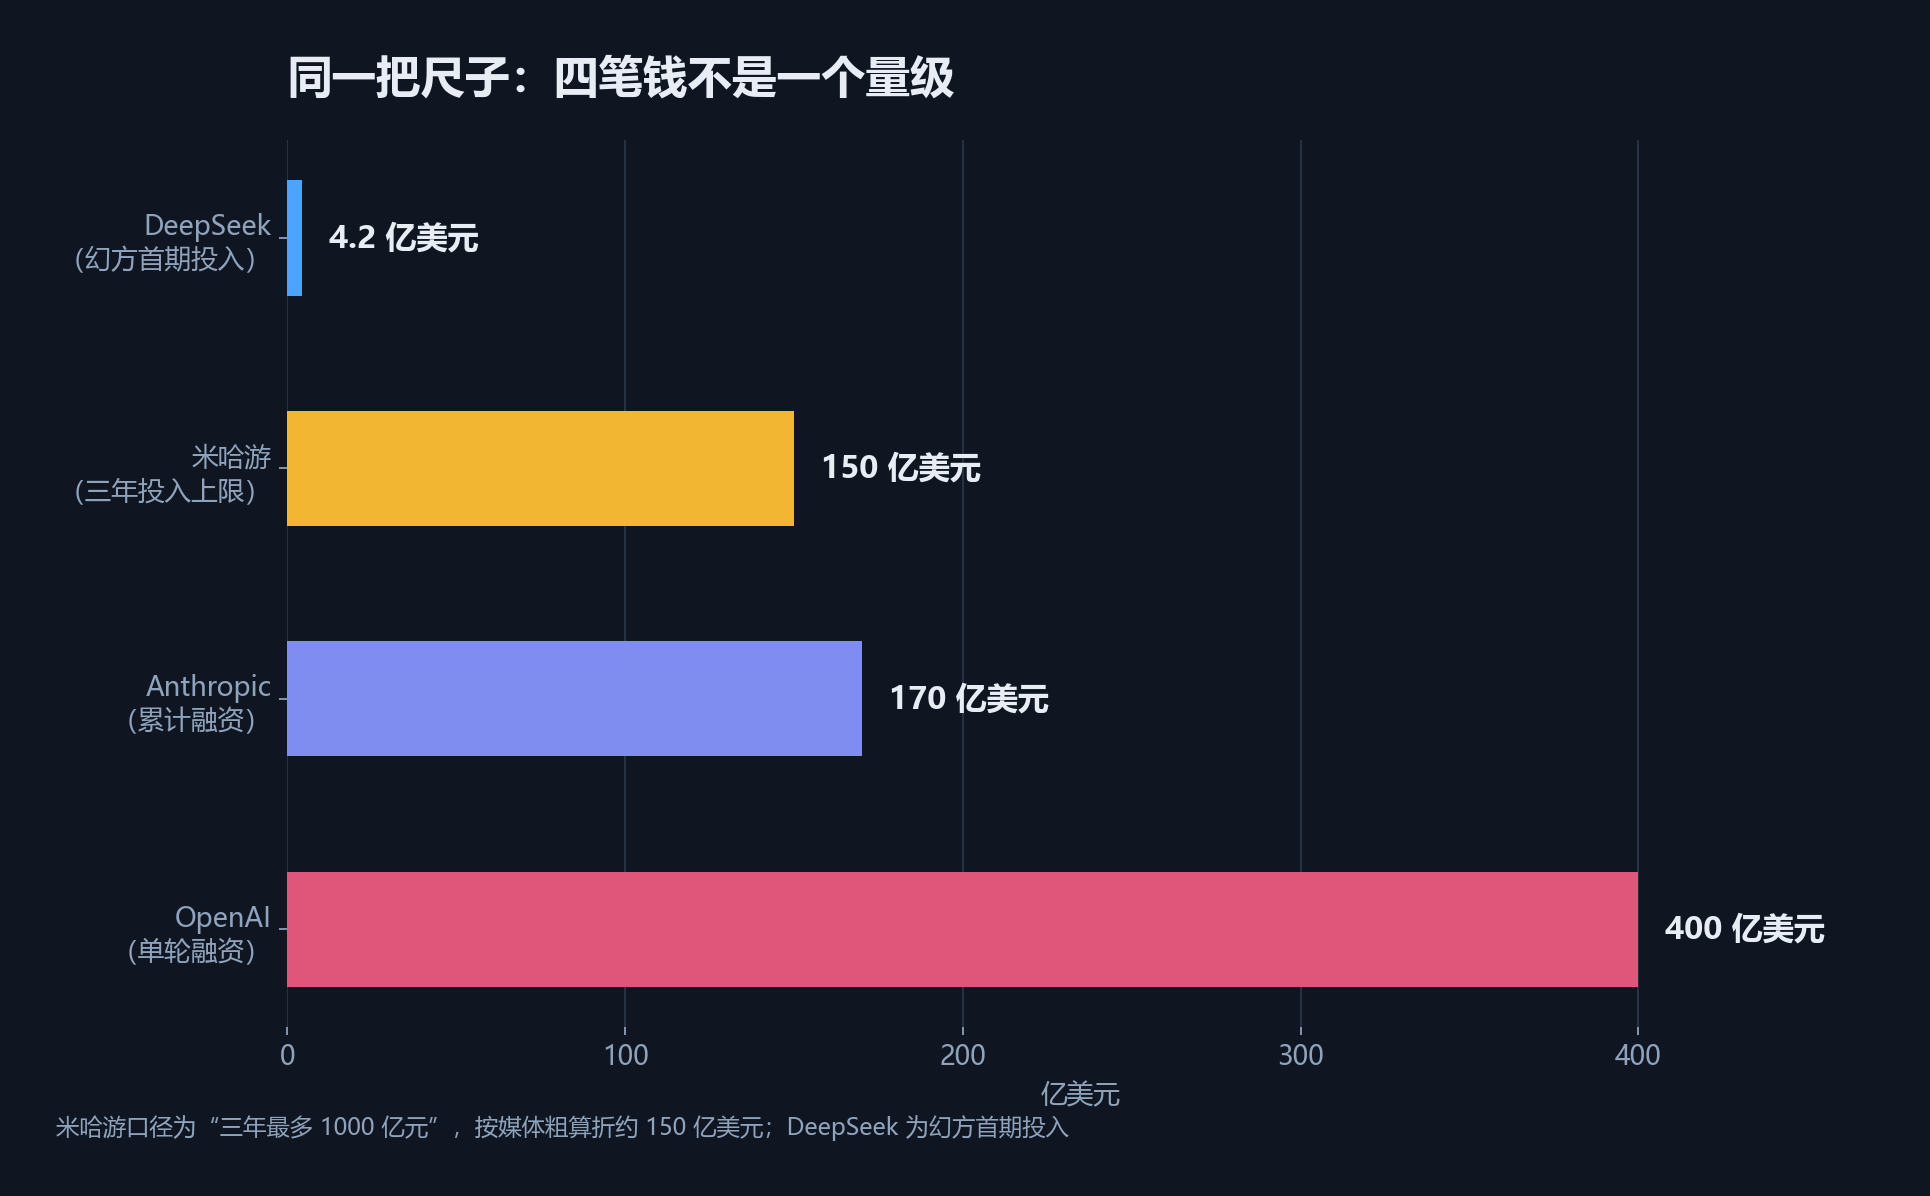 同一把尺子：四笔钱不是一个量级
DeepSeek
（幻方首期投入）
4.2 亿美元
米哈游
（三年投入上限）
150 亿美元
Anthropic
（累计融资）
170 亿美元
OpenAI
（单轮融资）
400 亿美元
0 100 200 300 400
亿美元
米哈游口径为“三年最多 1000 亿元”，按媒体粗算折约 150 亿美元；DeepSeek 为幻方首期投入